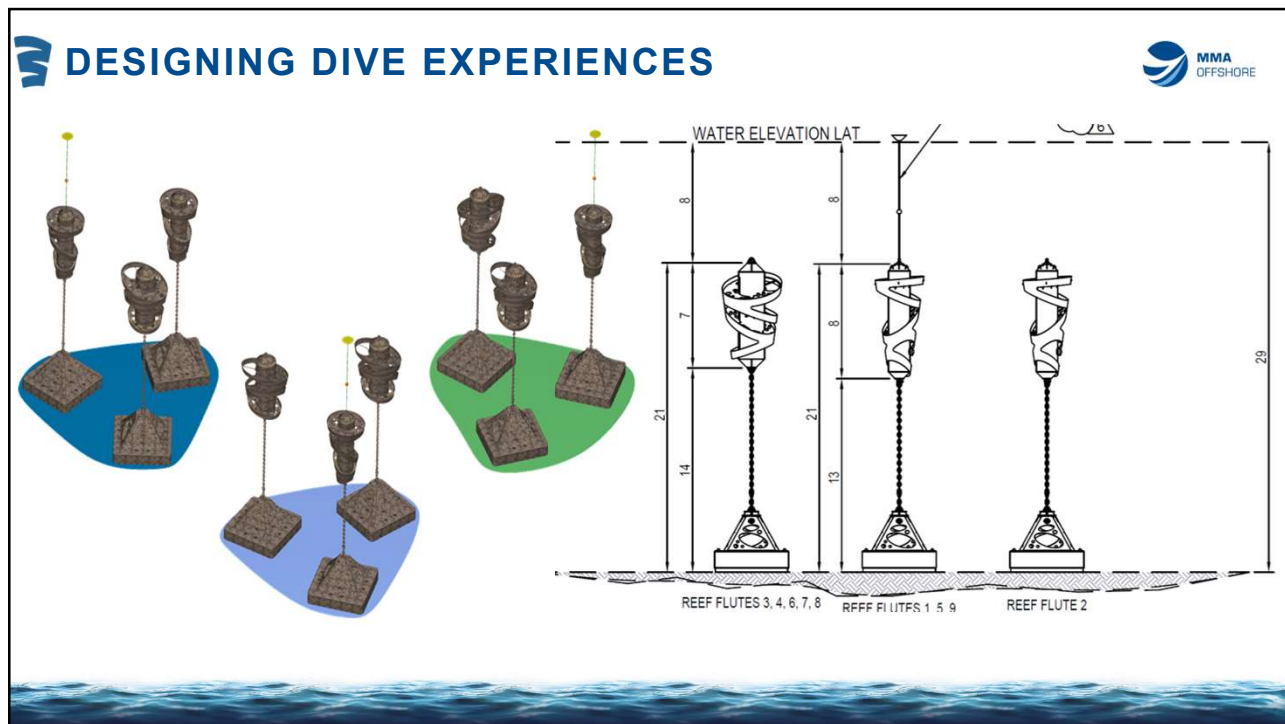 DESIGNING DIVE EXPERIENCES
MMA
OFFSHORE
WATER ELEVATION LAT
6
8
8
7
8
21
21
29
14
13
REEF FLUTES 3, 4, 6, 7, 8
REEF FLUTES 1, 5, 9
REEF FLUTE 2